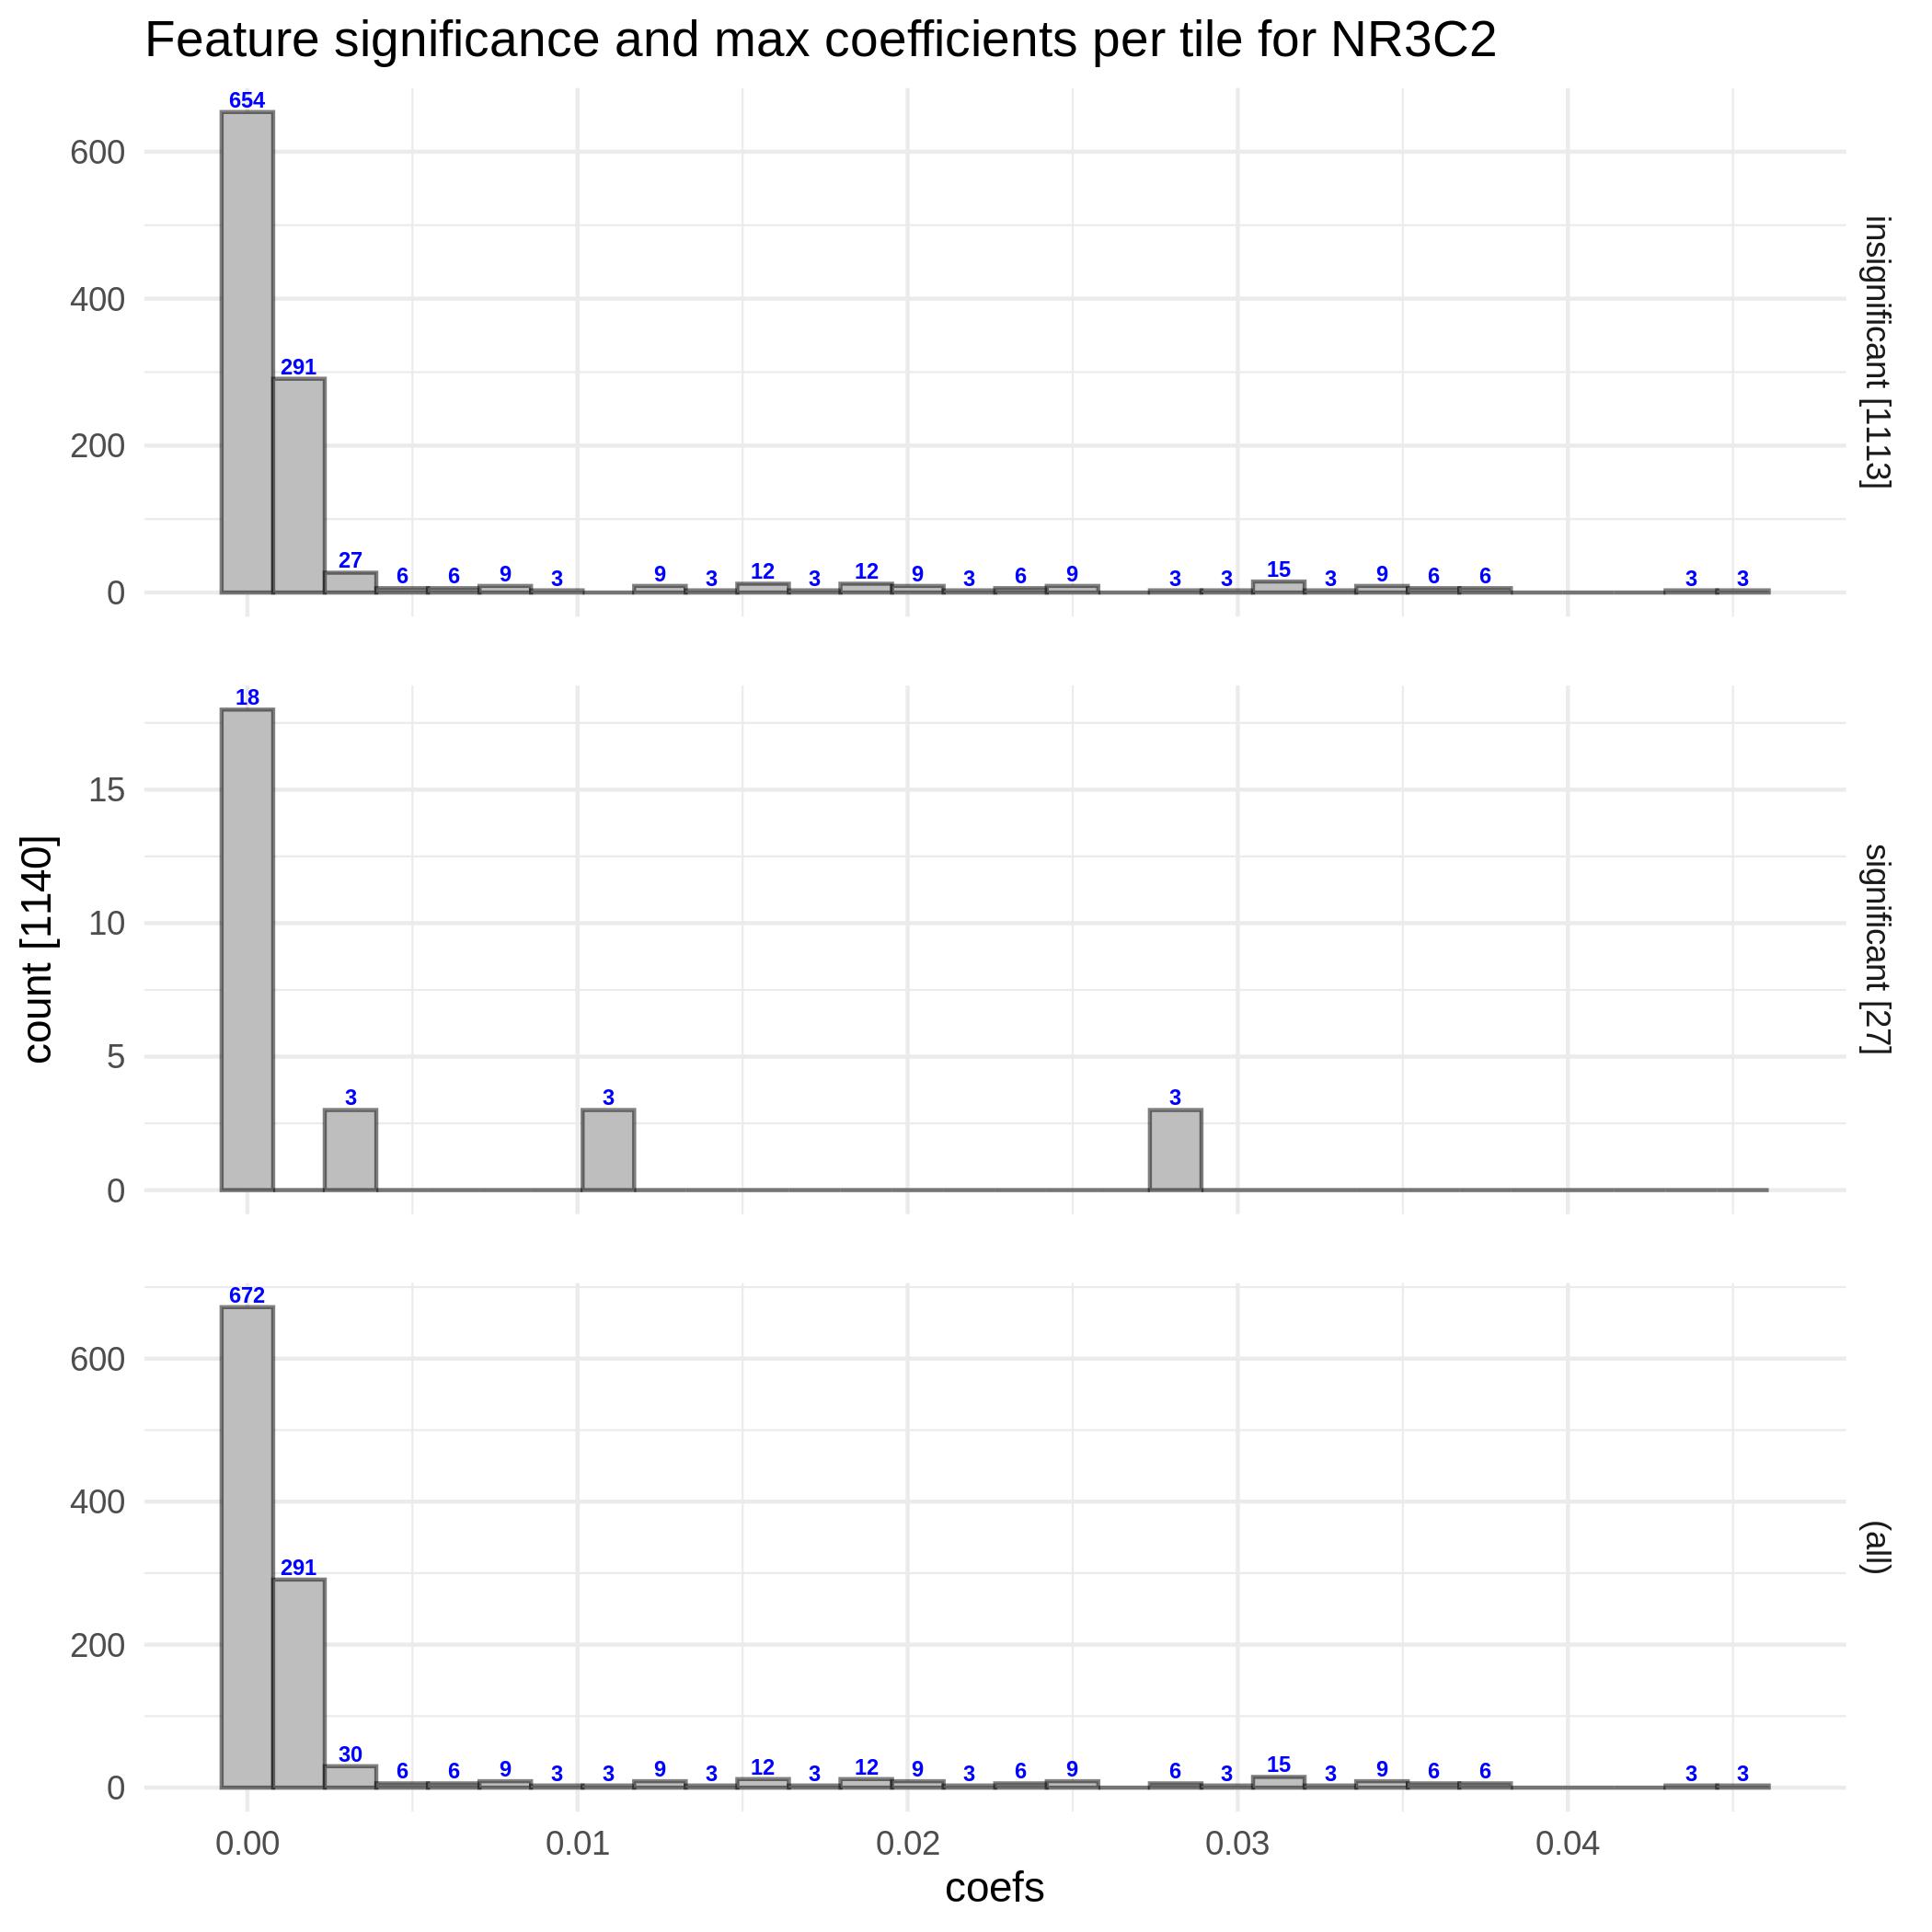 Feature significance and max coefficients per tile for NR3C2
654
600
291
400
200
27 6 6 9 3 9 3 12 3 12 9 3 6 9 3 3 15 3 9 6 6 3 3
0
insignificant [1113]
18
15
10
5
3 3 3
0
significant [27]
count [1140]
672
600
291
400
200
30 6 6 9 3 3 9 3 12 3 12 9 3 6 9 6 3 15 3 9 6 6 3 3
0
(all)
0.00 0.01 0.02 0.03 0.04
coefs